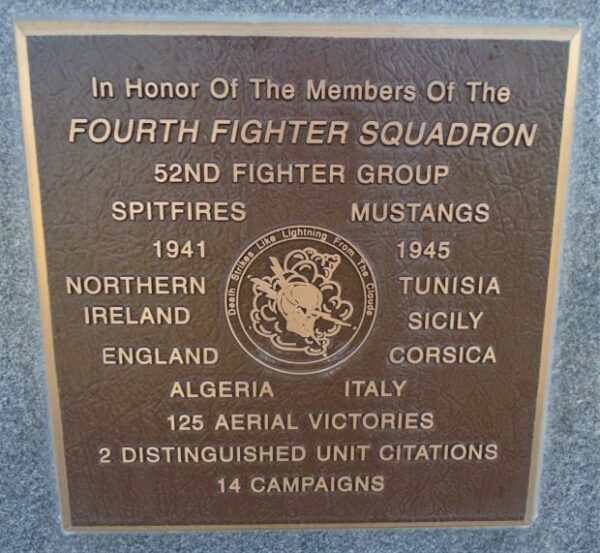 In Honor Of The Members Of The
FOURTH FIGHTER SQUADRON
52ND FIGHTER GROUP
SPITFIRES MUSTANGS
1941 1945
Death Strikes Like Lightning From The Clouds
NORTHERN TUNISIA
IRELAND SICILY
ENGLAND CORSICA
ALGERIA ITALY
125 AERIAL VICTORIES
2 DISTINGUISHED UNIT CITATIONS
14 CAMPAIGNS